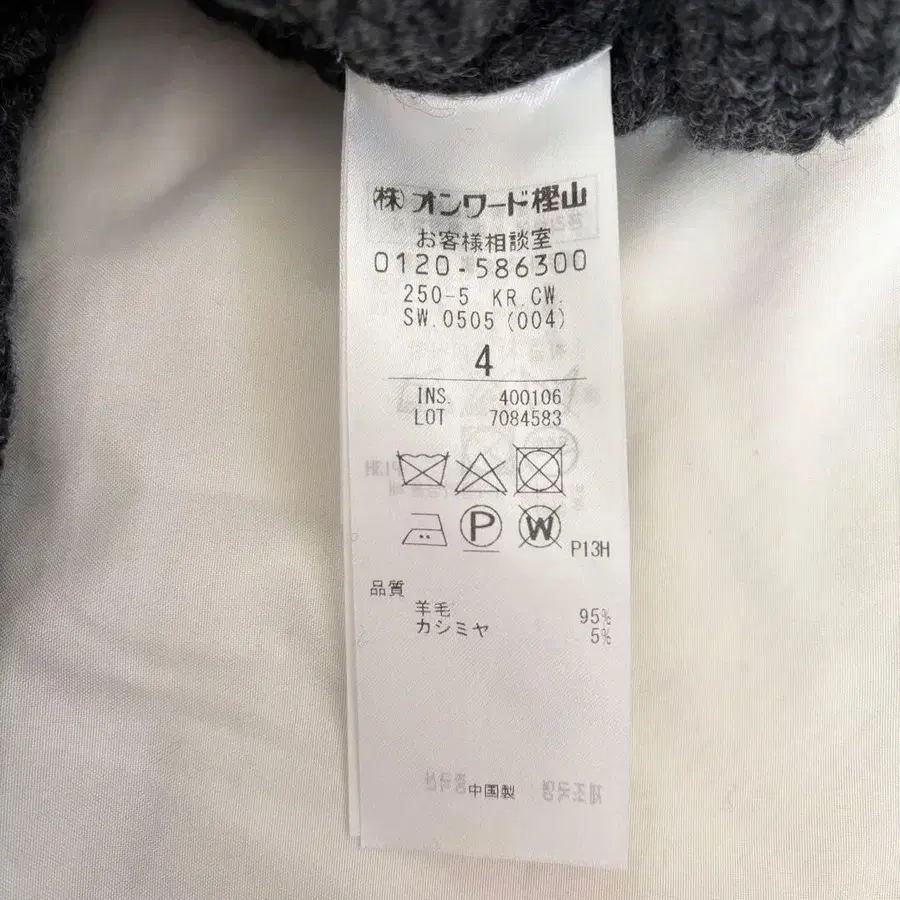 ㈱オンワード樫山
お客様相談室
0120-586300
250-5 KR.CW.
SW.0505 (004)
4
INS. 400106
LOT 7084583
P
W
P13H
品質
羊毛 95%
カシミヤ 5%
中国製